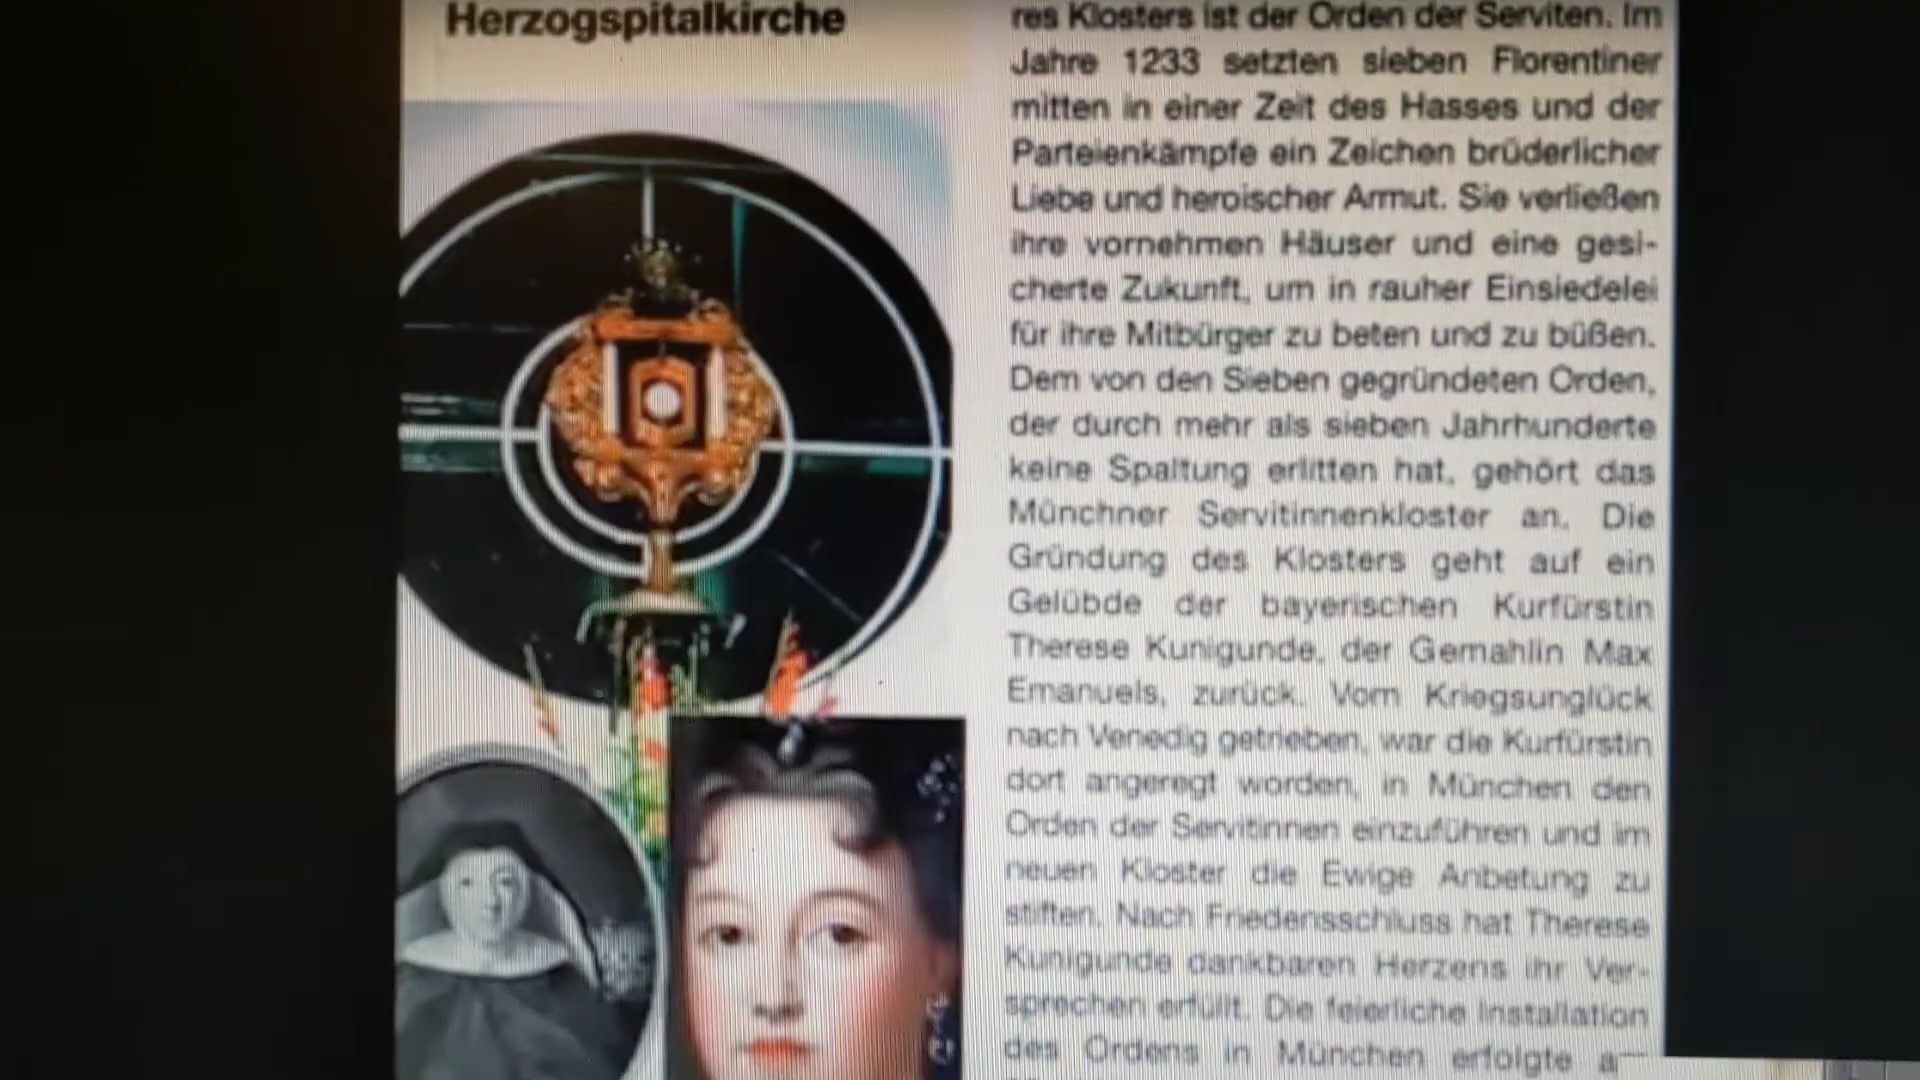 Herzogspitalkirche
res Klosters ist der Orden der Serviten. Im
Jahre 1233 setzten sieben Florentiner
mitten in einer Zeit des Hasses und der
Parteienkämpfe ein Zeichen brüderlicher
Liebe und heroischer Armut. Sie verließen
ihre vornehmen Häuser und eine gesi-
cherte Zukunft, um in rauher Einsiedelei
für ihre Mitbürger zu beten und zu büßen.
Dem von den Sieben gegründeten Orden,
der durch mehr als sieben Jahrhunderte
keine Spaltung erlitten hat, gehört das
Münchner Servitinnenkloster an. Die
Gründung des Klosters geht auf ein
Gelübde der bayerischen Kurfürstin
Therese Kunigunde, der Gemahlin Max
Emanuels, zurück. Vom Kriegsunglück
nach Venedig getrieben, war die Kurfürstin
dort angeregt worden, in München den
Orden der Servitinnen einzuführen und im
neuen Kloster die Ewige Anbetung zu
stiften. Nach Friedensschluss hat Therese
Kunigunde dankbaren Herzens ihr Ver-
sprechen erfüllt. Die feierliche Installation
des Ordens in München erfolgte